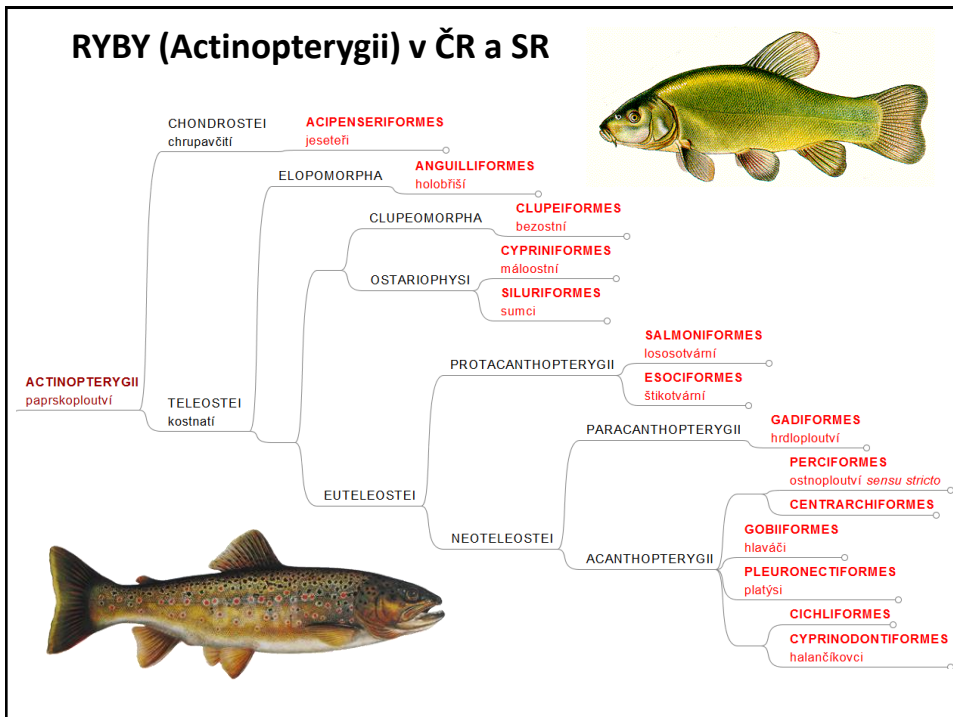 RYBY (Actinopterygii) v ČR a SR
CHONDROSTEI
chrupavčití
ACIPENSERIFORMES
jeseteři
ELOPOMORPHA
ANGUILLIFORMES
holobřiší
CLUPEOMORPHA
CLUPEIFORMES
bezostní
OSTARIOPHYSI
CYPRINIFORMES
máloostní
SILURIFORMES
sumci
SALMONIFORMES
lososotvární
PROTACANTHOPTERYGII
ESOCIFORMES
štikotvární
ACTINOPTERYGII
paprskoploutví
TELEOSTEI
kostnatí
PARACANTHOPTERYGII
GADIFORMES
hrdloploutví
PERCIFORMES
ostnoploutví sensu stricto
EUTELEOSTEI
CENTRARCHIFORMES
NEOTELEOSTEI
GOBIIFORMES
hlaváči
ACANTHOPTERYGII
PLEURONECTIFORMES
platýsi
CICHLIFORMES
CYPRINODONTIFORMES
halančíkovci